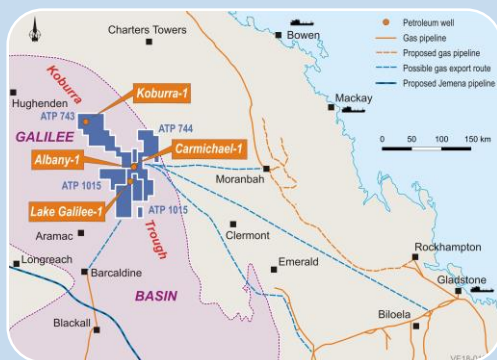 Charters Towers
Bowen
Petroleum well
Gas pipeline
Proposed gas pipeline
Possible gas export route
Proposed Jemena pipeline
Hughenden
Koburra
Koburra-1
ATP 743
Mackay
GALILEE
ATP 744
Carmichael-1
0 50 100 150 km
Albany-1
Moranbah
ATP 1015
Lake Galilee-1
ATP 1015
Trough
Clermont
Aramac
Rockhampton
Longreach
Emerald
Barcaldine
Gladstone
BASIN
Biloela
Blackall